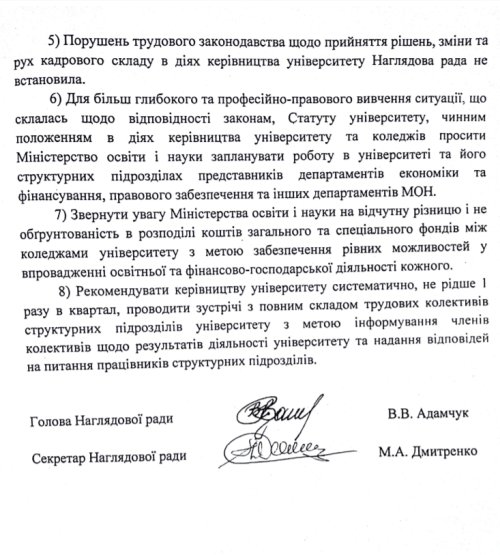 5) Порушень трудового законодавства щодо прийняття рішень, зміни та
рух кадрового складу в діях керівництва університету Наглядова рада не
встановила.
6) Для більш глибокого та професійно-правового вивчення ситуації, що
склалась щодо відповідності законам, Статуту університету, чинним
положенням в діях керівництва університету та коледжів просити
Міністерство освіти і науки запланувати роботу в університеті та його
структурних підрозділах представників департаментів економіки та
фінансування, правового забезпечення та інших департаментів МОН.
7) Звернути увагу Міністерства освіти і науки на відчутну різницю і не
обґрунтованість в розподілі коштів загального та спеціального фондів між
коледжами університету з метою забезпечення рівних можливостей у
впровадженні освітньої та фінансово-господарської діяльності кожного.
8) Рекомендувати керівництву університету систематично, не рідше 1
разу в квартал, проводити зустрічі з повним складом трудових колективів
структурних підрозділів університету з метою інформування членів
колективів щодо результатів діяльності університету та надання відповідей
на питання працівників структурних підрозділів.
Голова Наглядової ради В.В. Адамчук
Секретар Наглядової ради М.А. Дмитренко